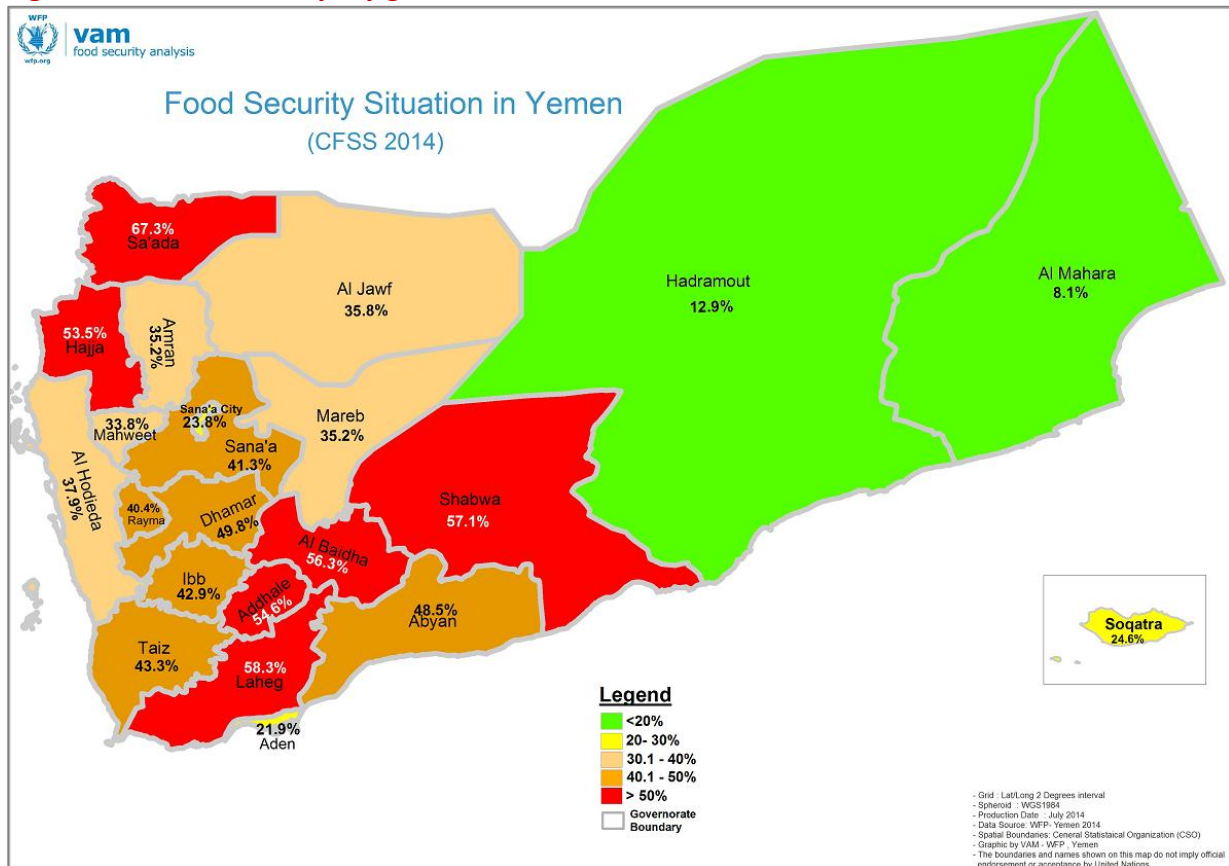 WFP
wfp.org
vam
food security analysis
Food Security Situation in Yemen
(CFSS 2014)
67.3%
Sa'ada
Al Jawf
35.8%
Hadramout
12.9%
Al Mahara
8.1%
53.5%
Hajja
Amran
35.2%
Sana'a City
23.8%
33.8%
Mahweet
Mareb
35.2%
Sana'a
41.3%
Al Hodieda
37.9%
40.4%
Rayma
Dhamar
49.8%
Shabwa
57.1%
Al Baidha
56.3%
Ibb
42.9%
Addhale
54.6%
48.5%
Abyan
Taiz
43.3%
58.3%
Laheg
21.9%
Aden
Soqatra
24.6%
Legend
<20%
20- 30%
30.1 - 40%
40.1 - 50%
> 50%
Governorate
Boundary
- Grid : Lat/Long 2 Degrees interval
- Spheroid : WGS1984
- Production Date : July 2014
- Data Source: WFP- Yemen 2014
- Spatial Boundaries: Ceneral Statistaical Organization (CSO)
- Graphic by VAM - WFP , Yemen
- The boundaries and names shown on this map do not imply official
endorsement or acceptance by United Nations.